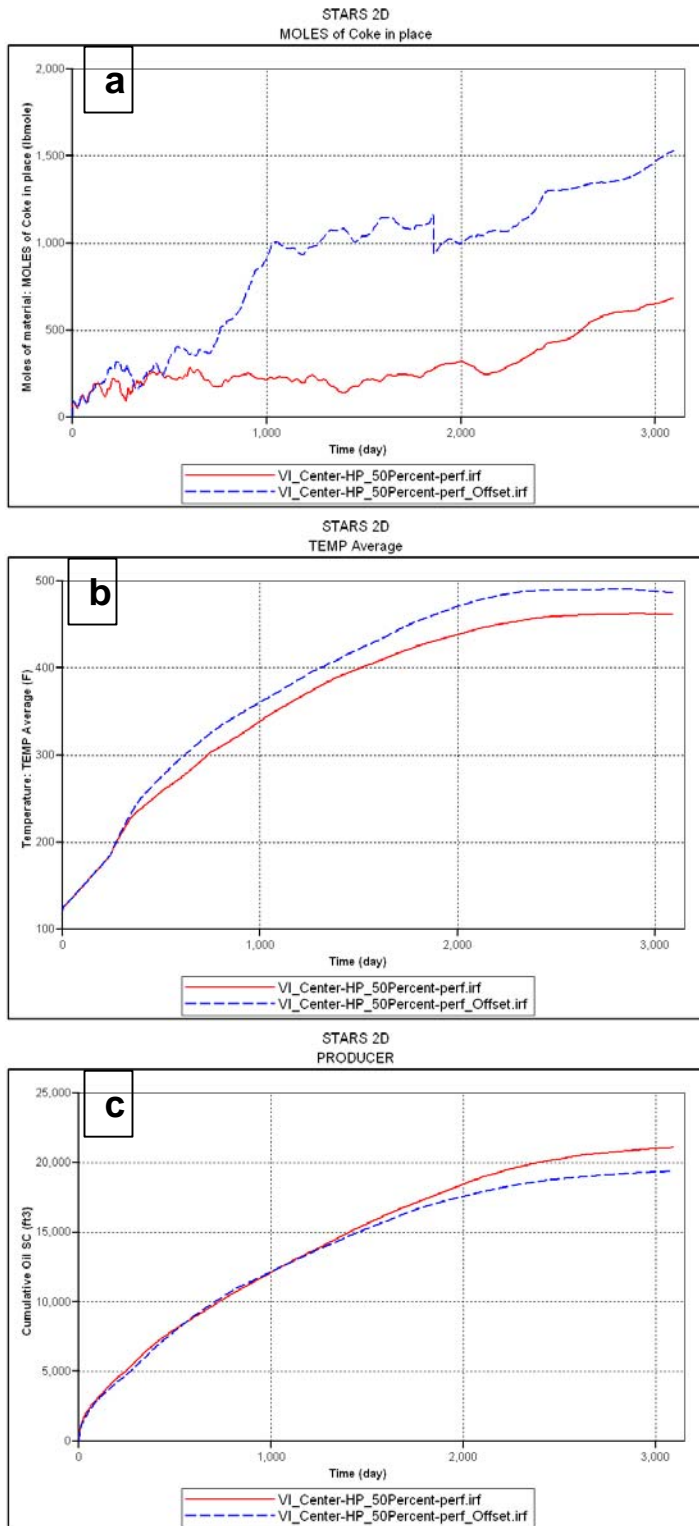 STARS 2D
MOLES of Coke in place
a
Moles of material: MOLES of Coke in place (lbmole)
2,000
1,500
1,000
500
0
0 1,000 2,000 3,000
Time (day)
VI_Center-HP_50Percent-perf.irf
VI_Center-HP_50Percent-perf_Offset.irf
STARS 2D
TEMP Average
b
Temperature: TEMP Average (F)
500
400
300
200
100
0 1,000 2,000 3,000
Time (day)
VI_Center-HP_50Percent-perf.irf
VI_Center-HP_50Percent-perf_Offset.irf
STARS 2D
PRODUCER
c
Cumulative Oil SC (ft3)
25,000
20,000
15,000
10,000
5,000
0
0 1,000 2,000 3,000
Time (day)
VI_Center-HP_50Percent-perf.irf
VI_Center-HP_50Percent-perf_Offset.irf